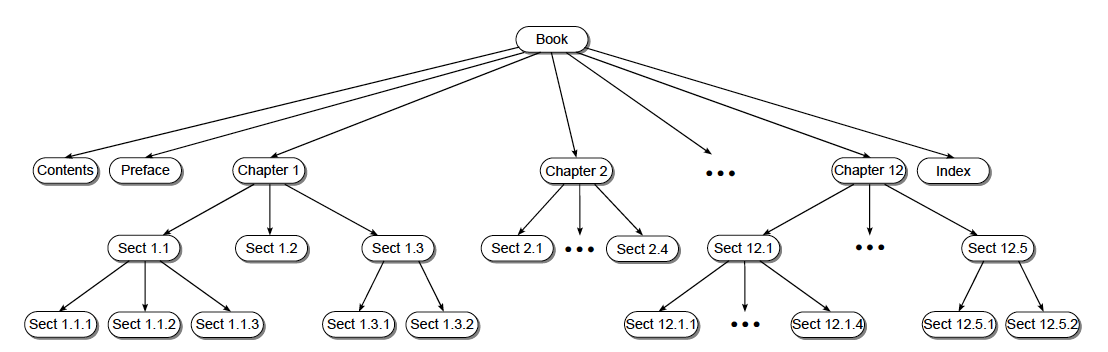 Book
Contents
Preface
Chapter 1
Chapter 2
•••
Chapter 12
Index
Sect 1.1
Sect 1.2
Sect 1.3
Sect 2.1
•••
Sect 2.4
Sect 12.1
•••
Sect 12.5
Sect 1.1.1
Sect 1.1.2
Sect 1.1.3
Sect 1.3.1
Sect 1.3.2
Sect 12.1.1
•••
Sect 12.1.4
Sect 12.5.1
Sect 12.5.2